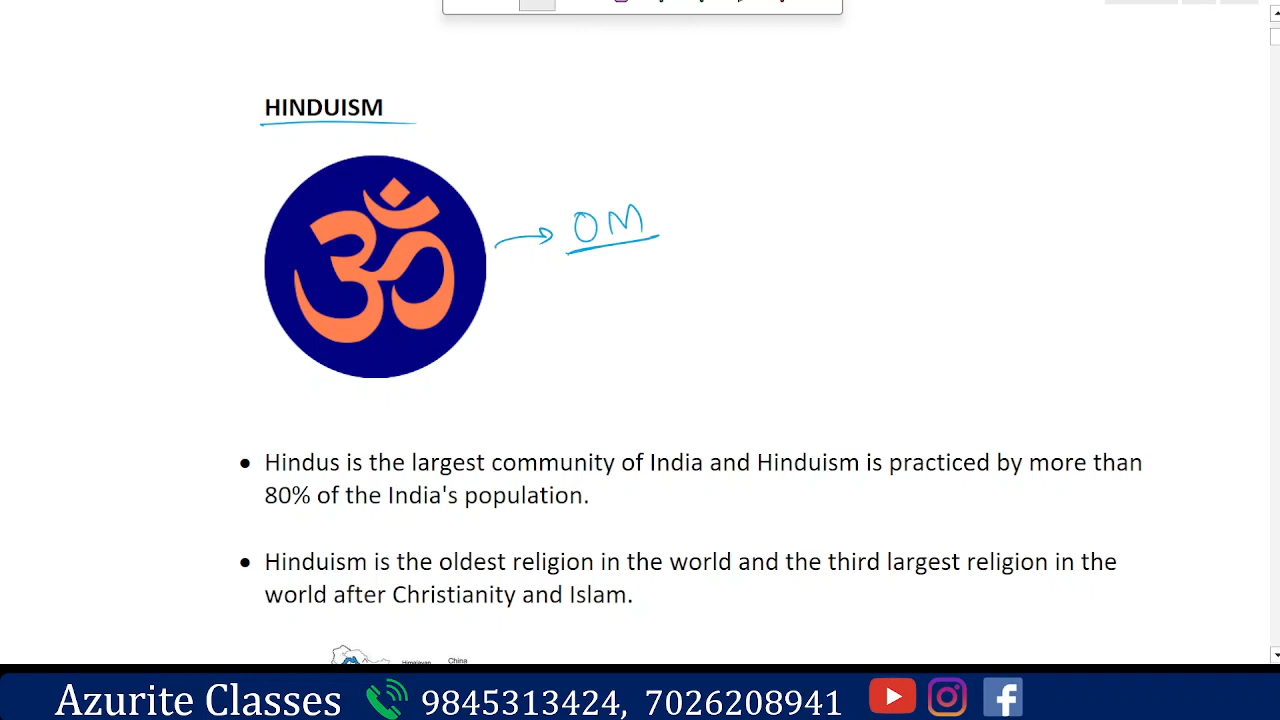 HINDUISM
ॐ
OM
• Hindus is the largest community of India and Hinduism is practiced by more than
80% of the India's population.
• Hinduism is the oldest religion in the world and the third largest religion in the
world after Christianity and Islam.
Himalayan China
Azurite Classes 9845313424, 7026208941